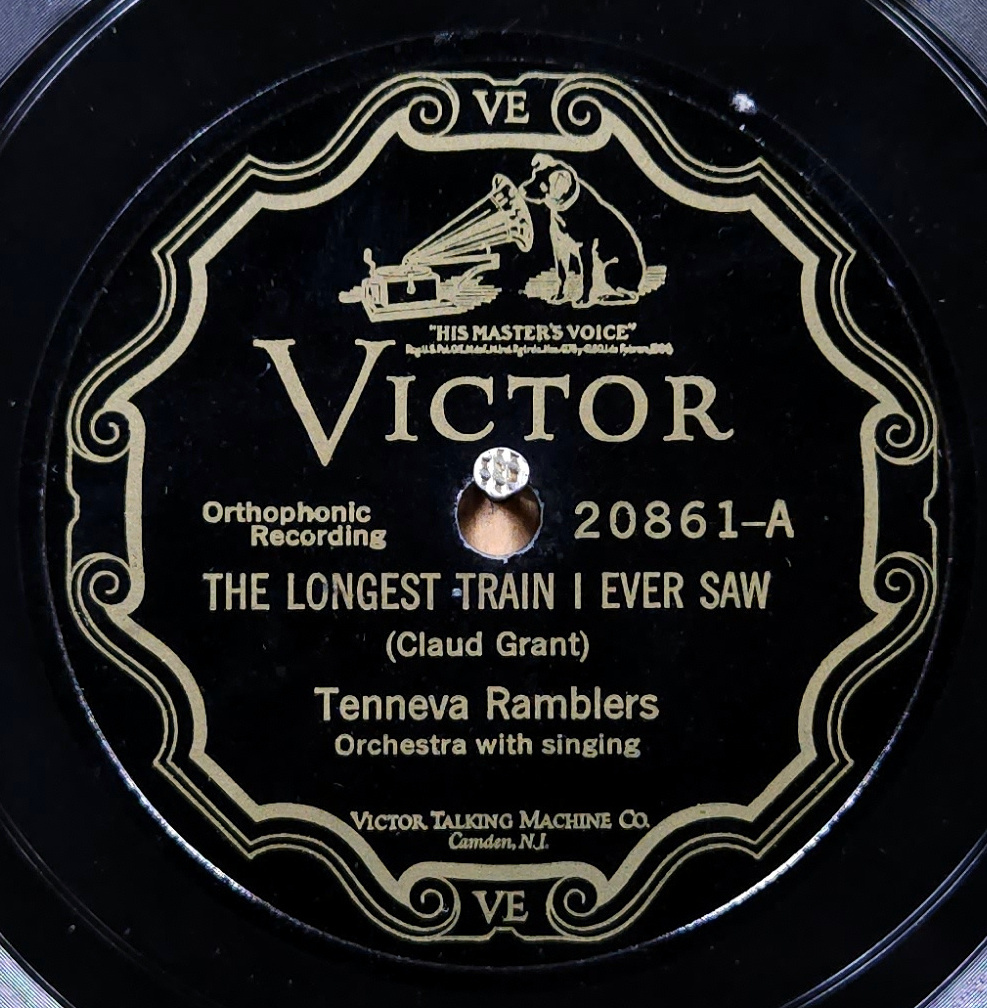 VE
"HIS MASTER'S VOICE"
VICTOR
Orthophonic
Recording
20861-A
THE LONGEST TRAIN I EVER SAW
(Claud Grant)
Tenneva Ramblers
Orchestra with singing
VICTOR TALKING MACHINE CO.
Camden, N.J.
VE